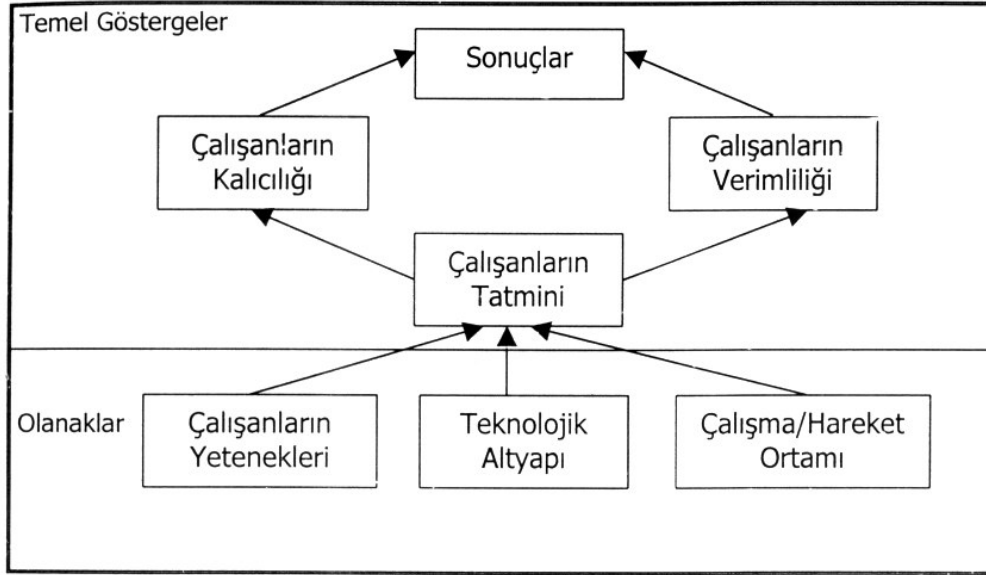 Temel Göstergeler
Sonuçlar
Çalışanların
Kalıcılığı
Çalışanların
Verimliliği
Çalışanların
Tatmini
Olanaklar
Çalışanların
Yetenekleri
Teknolojik
Altyapı
Çalışma/Hareket
Ortamı